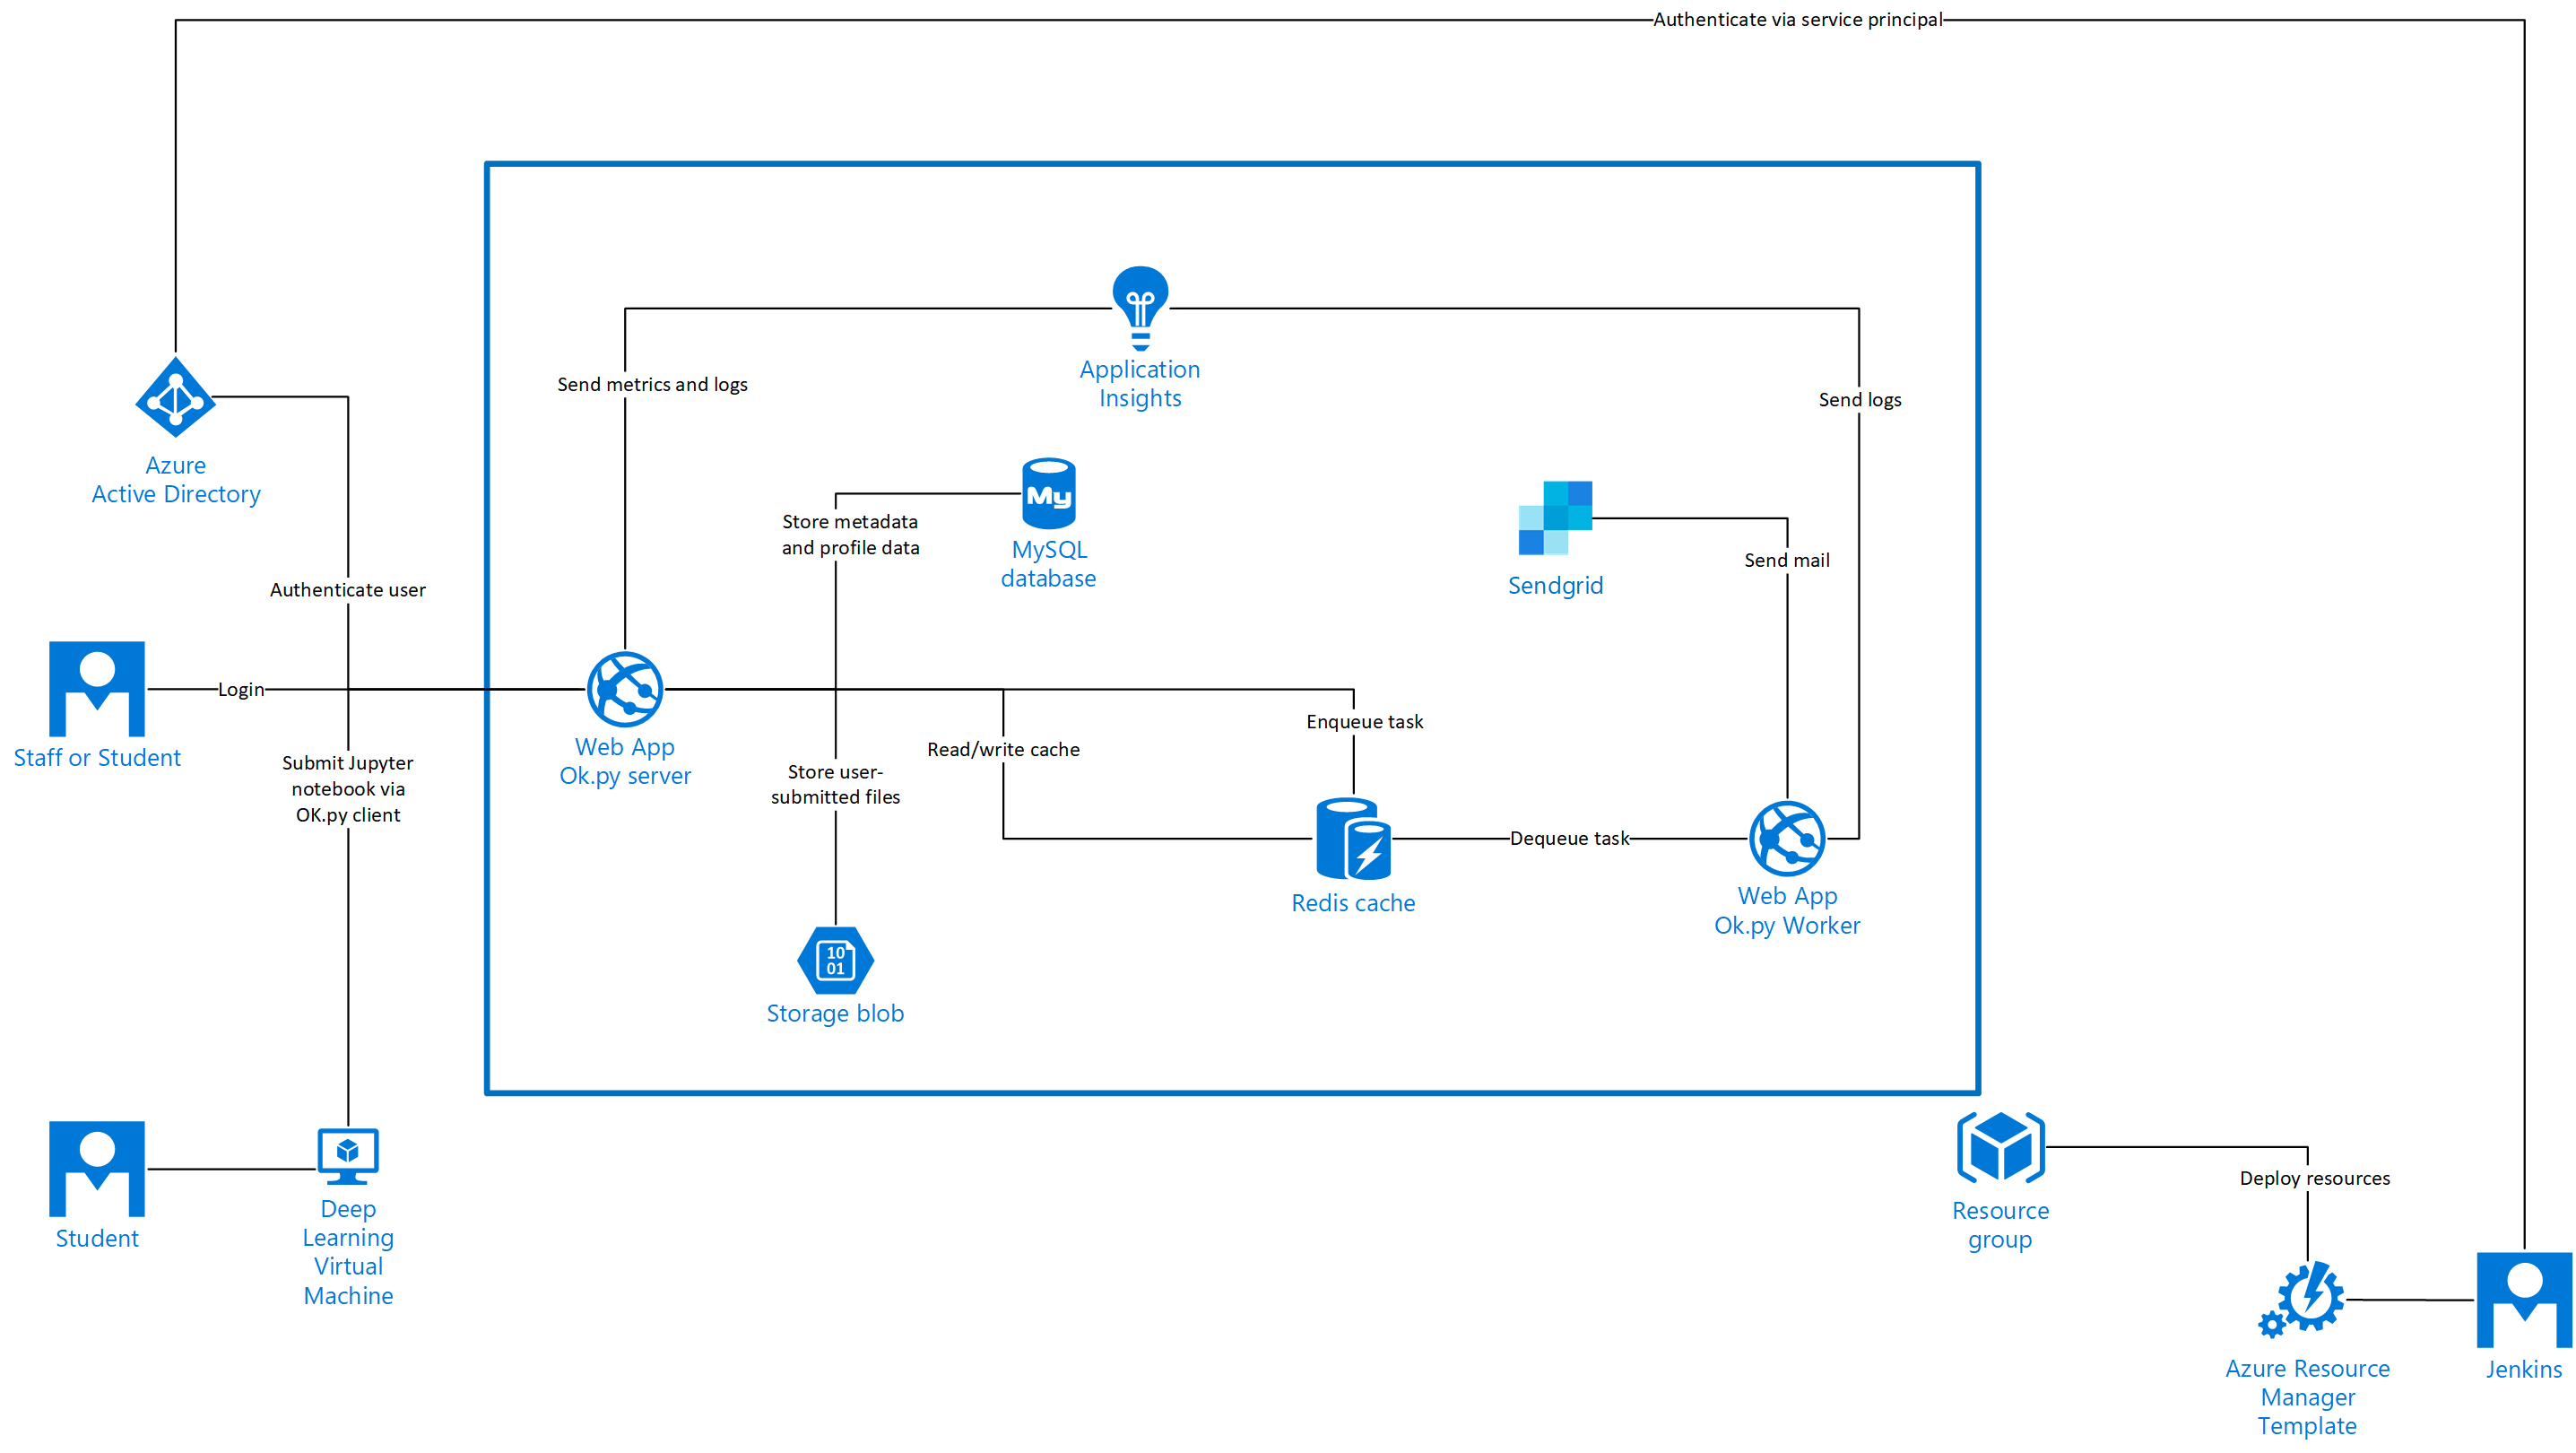 Authenticate via service principal
Application
Insights
Send metrics and logs
Send logs
Azure
Active Directory
My
Store metadata
and profile data
MySQL
database
Send mail
Sendgrid
Authenticate user
Login
Staff or Student
Enqueue task
Web App
Ok.py server
Read/write cache
Submit Jupyter
notebook via
OK.py client
Store user-
submitted files
Dequeue task
Redis cache
Web App
Ok.py Worker
10
01
Storage blob
Student
Deep
Learning
Virtual
Machine
Resource
group
Deploy resources
Azure Resource
Manager
Template
Jenkins